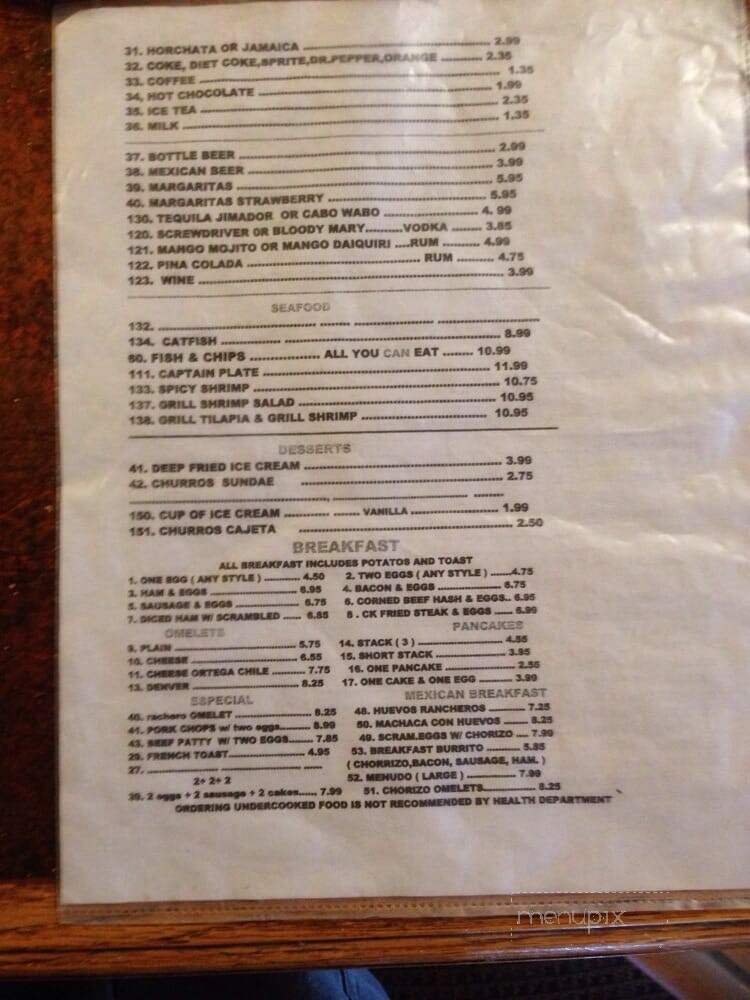 31. HORCHATA OR JAMAICA ........ 2.99
32. COKE, DIET COKE,SPRITE,DR.PEPPER,ORANGE ........ 2.35
33. COFFEE ........ 1.35
34, HOT CHOCOLATE ........ 1.99
35. ICE TEA ........ 2.35
36. MILK ........ 1.35
37. BOTTLE BEER ........ 2.99
38. MEXICAN BEER ........ 3.99
39. MARGARITAS ........ 5.95
40. MARGARITAS STRAWBERRY ........ 5.95
130. TEQUILA JIMADOR OR CABO WABO ........ 4. 99
120. SCREWDRIVER 0R BLOODY MARY..........VODKA ........ 3.85
121. MANGO MOJITO or MANGO DAIQUIRI ....RUM ........ 4.99
122. PINA COLADA ........ RUM ........ 4.75
123. WINE ........ 3.99
SEAFOOD
132. ........
134. CATFISH ........ 8.99
60. FISH & CHIPS ........ ALL YOU CAN EAT ........ 10.99
111. CAPTAIN PLATE ........ 11.99
133. SPICY SHRIMP ........ 10.75
137. GRILL SHRIMP SALAD ........ 10.95
138. GRILL TILAPIA & GRILL SHRIMP ........ 10.95
DESSERTS
41. DEEP FRIED ICE CREAM ........ 3.99
42. CHURROS SUNDAE ........ 2.75
150. CUP OF ICE CREAM ........ VANILLA ........ 1.99
151. CHURROS CAJETA ........ 2.50
BREAKFAST
ALL BREAKFAST INCLUDES POTATOS AND TOAST
1. ONE EGG ( ANY STYLE ) ........ 4.50 2. TWO EGGS ( ANY STYLE ) ........4.75
3. HAM & EGGS ........ 6.95 4. BACON & EGGS ........ 6.75
5. SAUSAGE & EGGS ........ 6.75 6. CORNED BEEF HASH & EGGS.. 6.95
7. DICED HAM W/ SCRAMBLED ...... 6.85 8 . CK FRIED STEAK & EGGS ...... 6.99
OMELETS PANCAKES
9. PLAIN ........ 5.75 14. STACK ( 3 ) ........ 4.55
10. CHEESE ........ 6.55 15. SHORT STACK ........ 3.95
11. CHEESE ORTEGA CHILE ........ 7.75 16. ONE PANCAKE ........ 2.55
13. DENVER ........ 8.25 17. ONE CAKE & ONE EGG ........ 3.99
SSPECIAL MEXICAN BREAKFAST
40. rachero OMELET ........ 8.25 48. HUEVOS RANCHEROS ........ 7.25
41. PORK CHOPS w/ two eggs........ 8.99 50. MACHACA CON HUEVOS ........ 8.25
43. BEEF PATTY W/ TWO EGGS........ 7.85 49. SCRAM.EGGS W/ CHORIZO .... 7.99
29. FRENCH TOAST........ 4.95 53. BREAKFAST BURRITO ........ 5.85
27. ........ ( CHORRIZO,BACON, SAUSAGE, HAM. )
2+ 2+ 2 52. MENUDO ( LARGE ) ........ 7.99
39. 2 eggs + 2 sausage + 2 cakes...... 7.99 51. CHORIZO OMELETS........ 8.25
ORDERING UNDERCOOKED FOOD IS NOT RECOMMENDED BY HEALTH DEPARTMENT
menupix